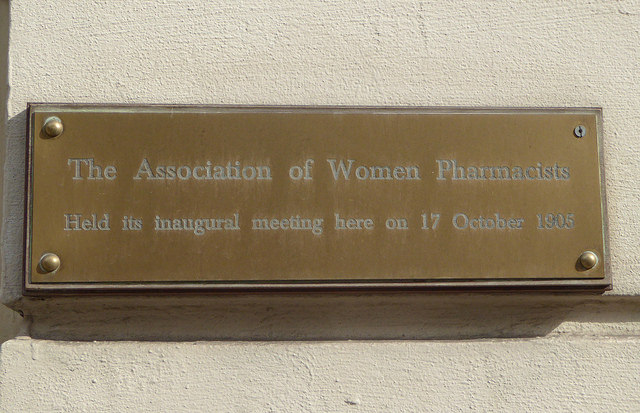 The Association of Women Pharmacists
Held its inaugural meeting here on 17 October 1905